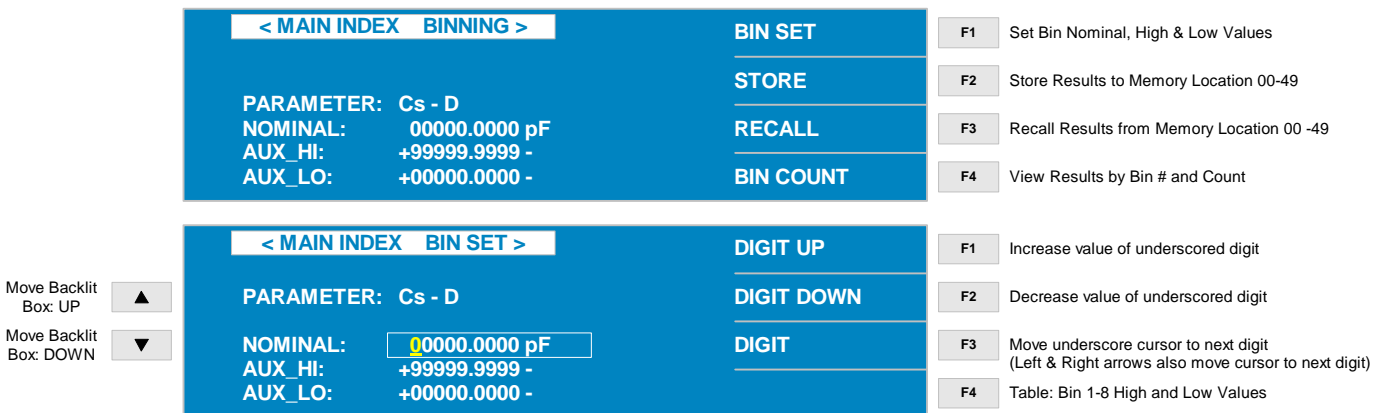 < MAIN INDEX BINNING >
BIN SET
F1 Set Bin Nominal, High & Low Values
STORE
F2 Store Results to Memory Location 00-49
PARAMETER: Cs - D
NOMINAL: 00000.0000 pF
RECALL
F3 Recall Results from Memory Location 00 -49
AUX_HI: +99999.9999 -
AUX_LO: +00000.0000 -
BIN COUNT
F4 View Results by Bin # and Count
< MAIN INDEX BIN SET >
DIGIT UP
F1 Increase value of underscored digit
Move Backlit
Box: UP
▲
PARAMETER: Cs - D
DIGIT DOWN
F2 Decrease value of underscored digit
Move Backlit
Box: DOWN
▼
NOMINAL: 00000.0000 pF
DIGIT
F3 Move underscore cursor to next digit
(Left & Right arrows also move cursor to next digit)
AUX_HI: +99999.9999 -
AUX_LO: +00000.0000 -
F4 Table: Bin 1-8 High and Low Values